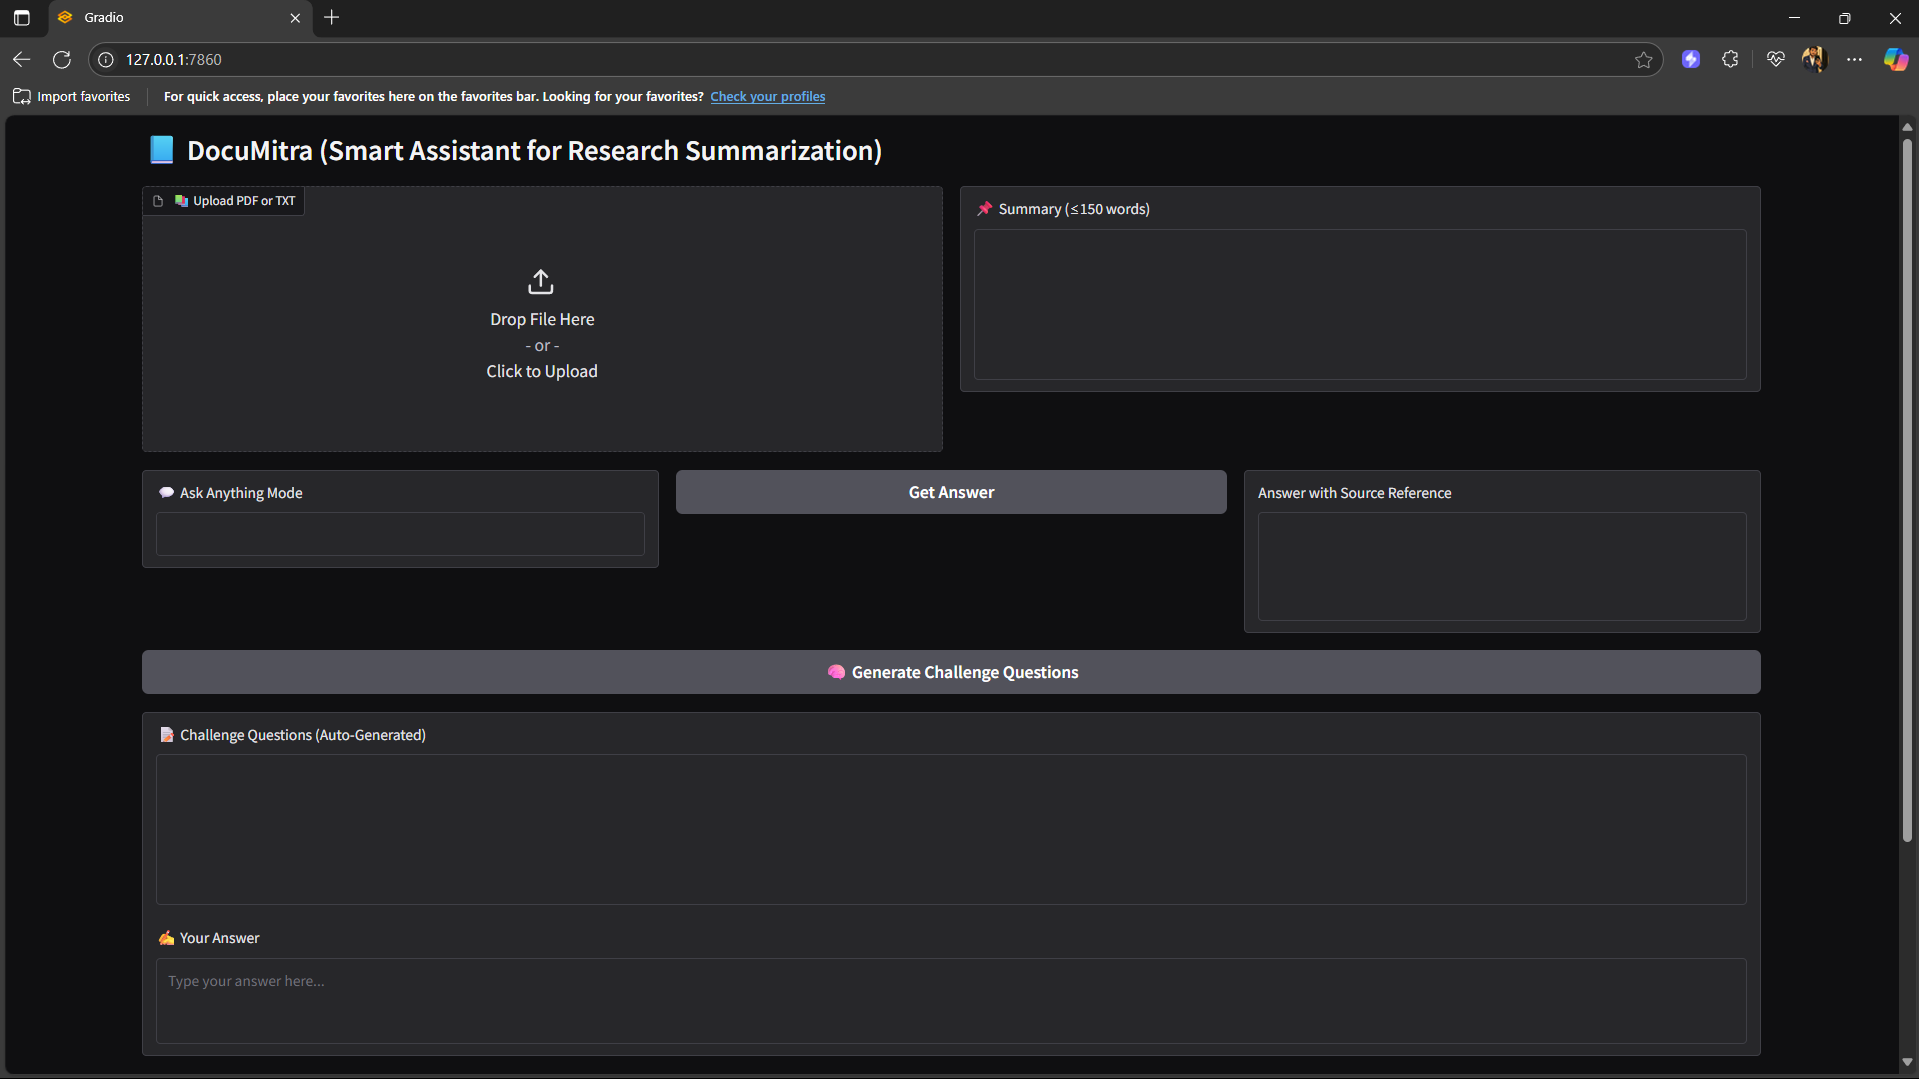 Gradio
127.0.0.1:7860
Import favorites
For quick access, place your favorites here on the favorites bar. Looking for your favorites? Check your profiles
📘 DocuMitra (Smart Assistant for Research Summarization)
📚 Upload PDF or TXT
Drop File Here
- or -
Click to Upload
📌 Summary (≤150 words)
💬 Ask Anything Mode
Get Answer
Answer with Source Reference
🧠 Generate Challenge Questions
📝 Challenge Questions (Auto-Generated)
✍️ Your Answer
Type your answer here...